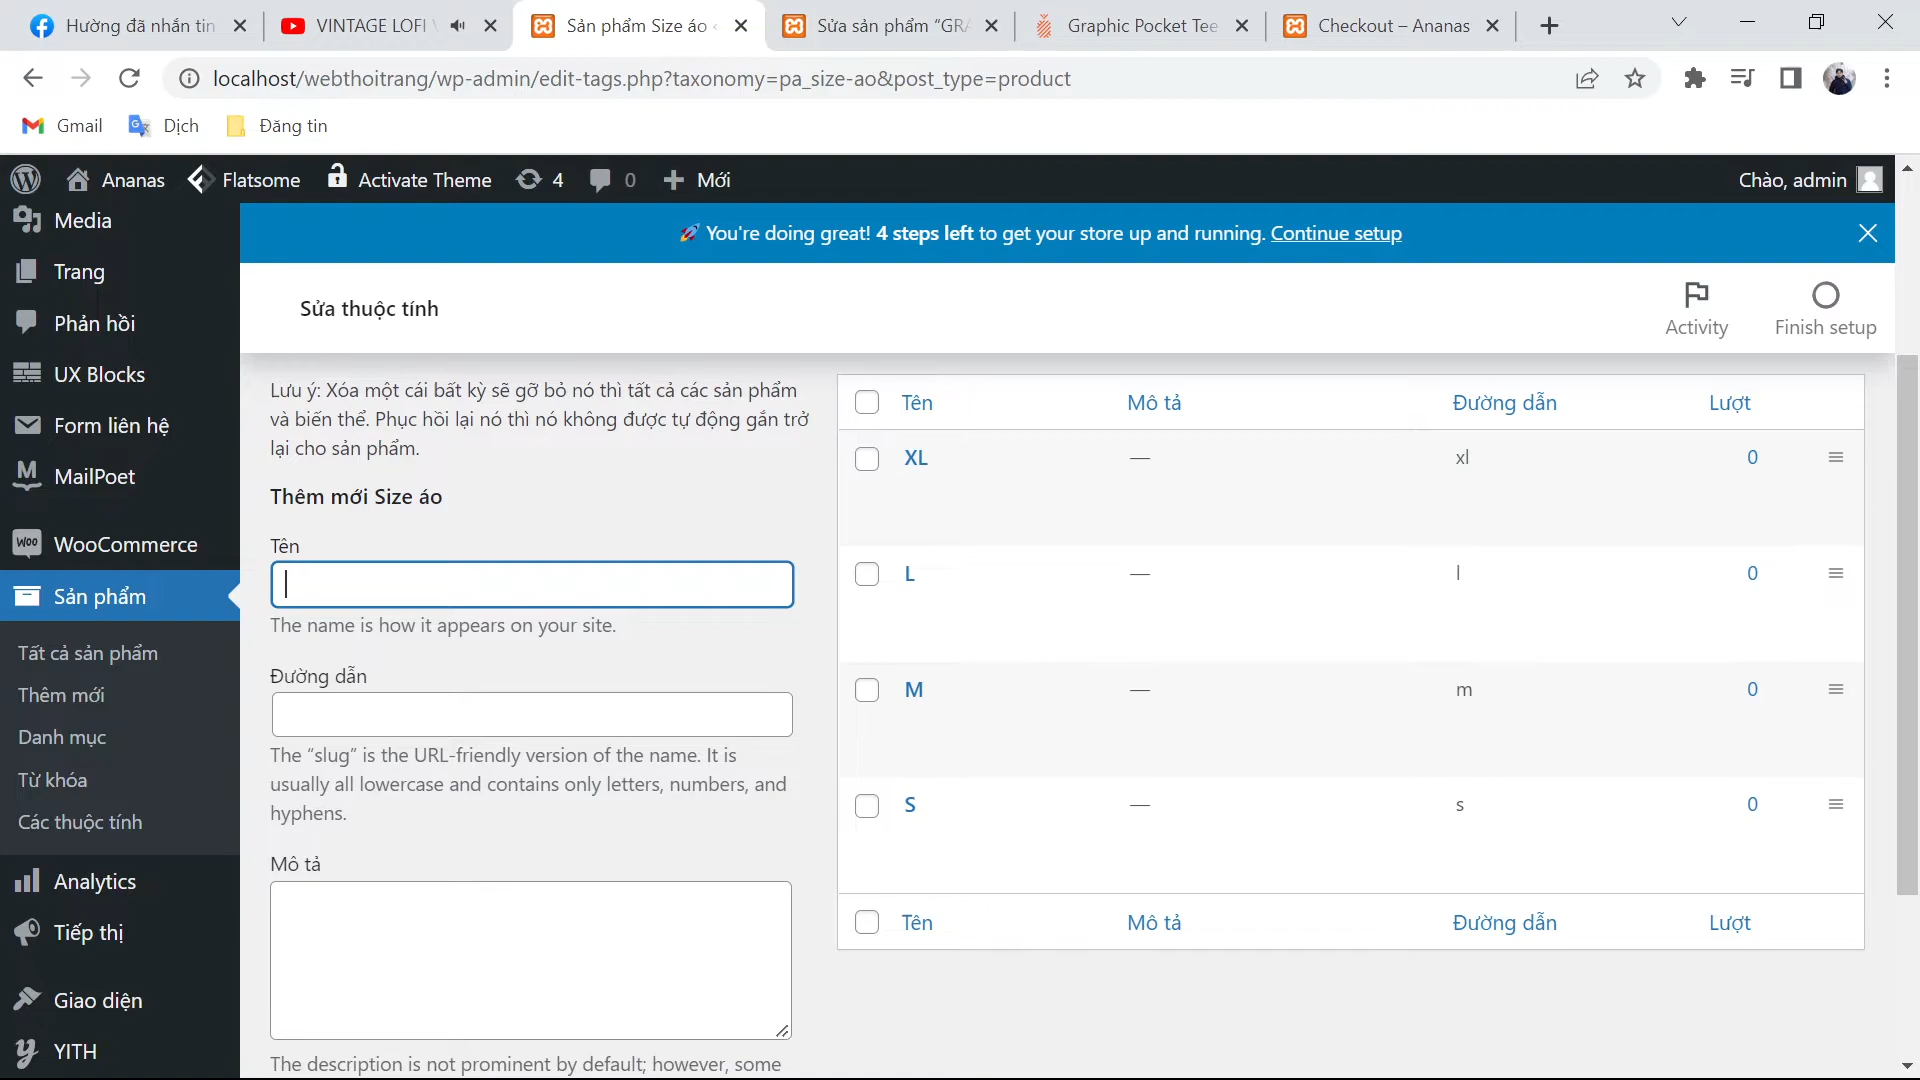 Hường đã nhắn tin
VINTAGE LOFI
Sản phẩm Size áo
Sửa sản phẩm “GRA
Graphic Pocket Tee
Checkout – Ananas
localhost/webthoitrang/wp-admin/edit-tags.php?taxonomy=pa_size-ao&post_type=product
Gmail
Dịch
Đăng tin
Ananas
Flatsome
Activate Theme
4
0
Mới
Chào, admin
Media
Trang
Phản hồi
UX Blocks
Form liên hệ
MailPoet
WooCommerce
Sản phẩm
Tất cả sản phẩm
Thêm mới
Danh mục
Từ khóa
Các thuộc tính
Analytics
Tiếp thị
Giao diện
YITH
You're doing great! 4 steps left to get your store up and running. Continue setup
Sửa thuộc tính
Activity
Finish setup
Lưu ý: Xóa một cái bất kỳ sẽ gỡ bỏ nó thì tất cả các sản phẩm
và biến thể. Phục hồi lại nó thì nó không được tự động gắn trở
lại cho sản phẩm.
Thêm mới Size áo
Tên
The name is how it appears on your site.
Đường dẫn
The “slug” is the URL-friendly version of the name. It is
usually all lowercase and contains only letters, numbers, and
hyphens.
Mô tả
The description is not prominent by default; however, some
Tên Mô tả Đường dẫn Lượt
XL — xl 0
L — l 0
M — m 0
S — s 0
Tên Mô tả Đường dẫn Lượt